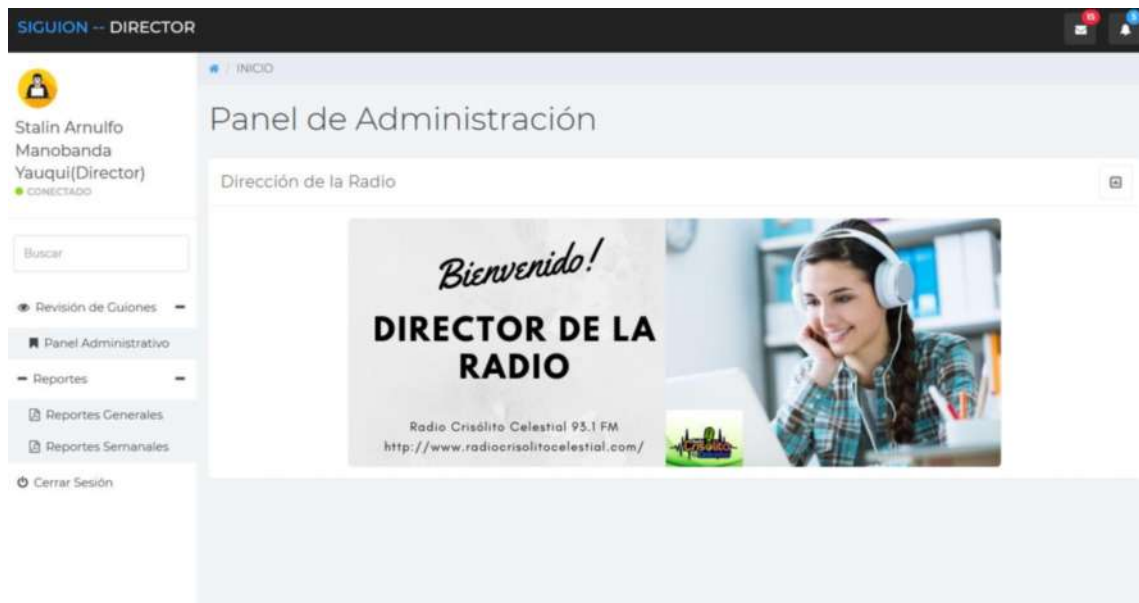 SIGUION -- DIRECTOR
15
INICIO
Stalin Arnulfo
Manobanda
Yauqui(Director)
CONECTADO
Buscar
Revisión de Guiones
Panel Administrativo
Reportes
Reportes Generales
Reportes Semanales
Cerrar Sesión
Panel de Administración
Dirección de la Radio
Bienvenido!
DIRECTOR DE LA
RADIO
Radio Crisólito Celestial 93.1 FM
http://www.radiocrisolitocelestial.com/
Crisólito